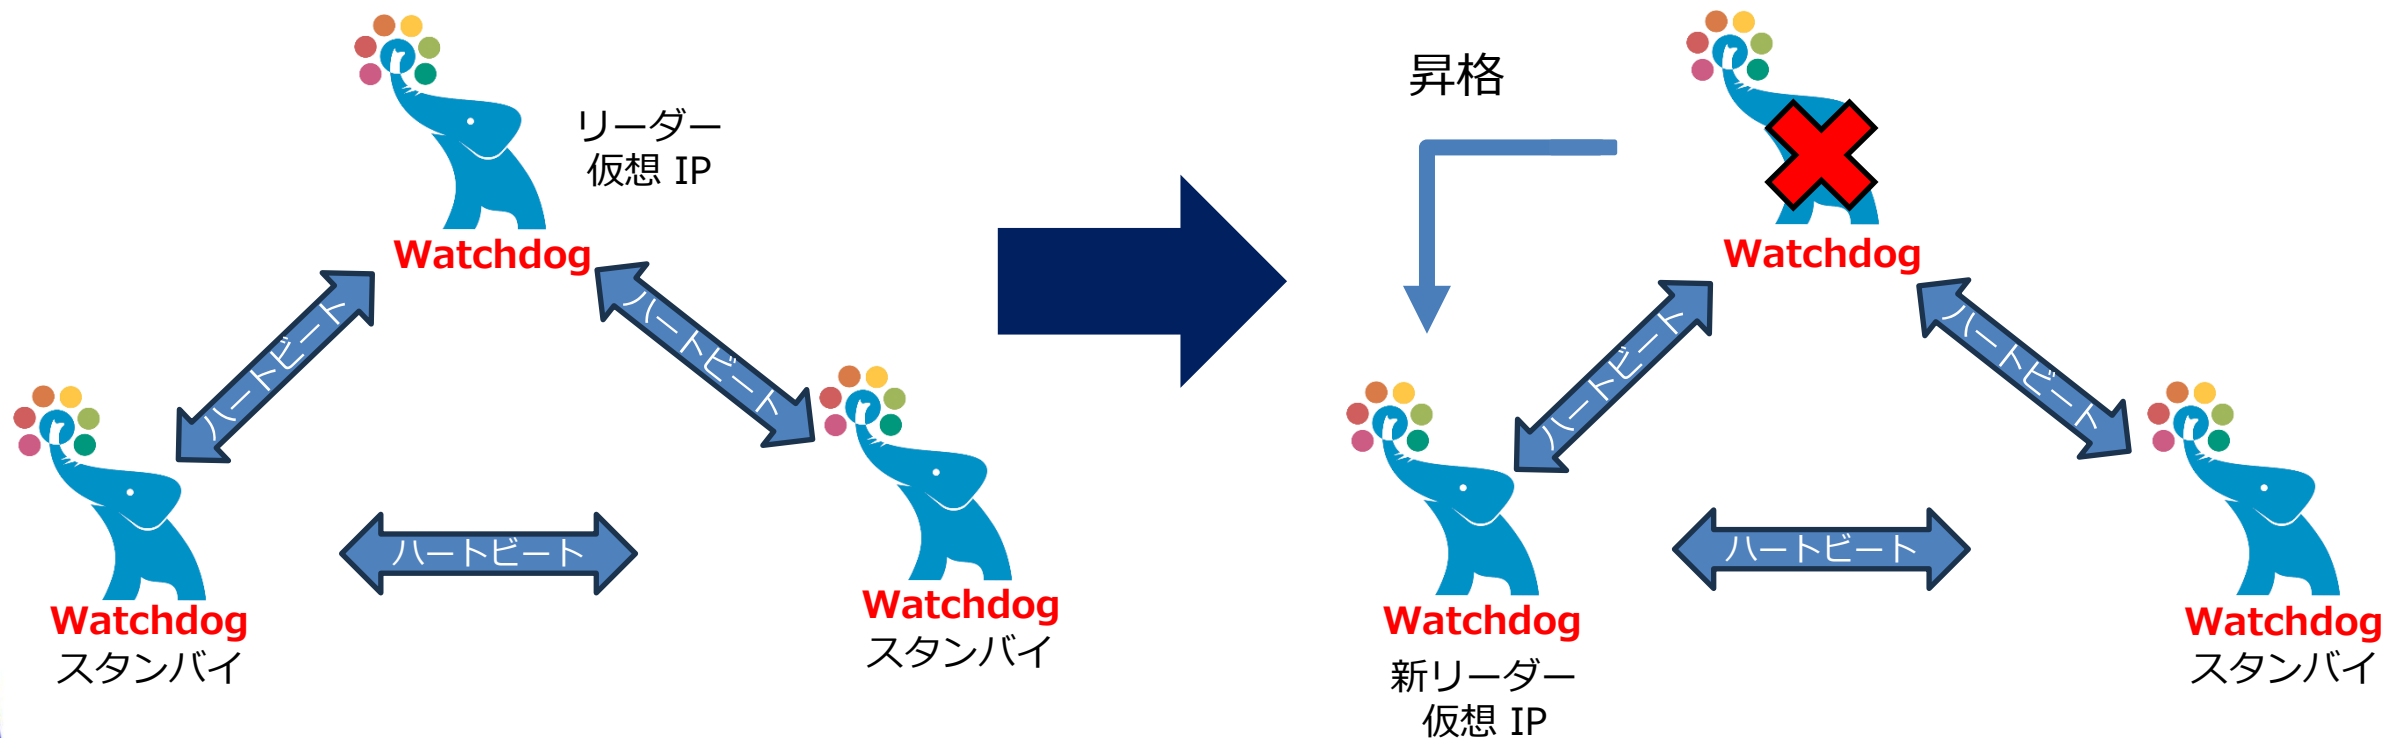 リーダー
仮想 IP
Watchdog
ハートビート
ハートビート
Watchdog
スタンバイ
ハートビート
Watchdog
スタンバイ
昇格
Watchdog
ハートビート
ハートビート
Watchdog
新リーダー
仮想 IP
ハートビート
Watchdog
スタンバイ